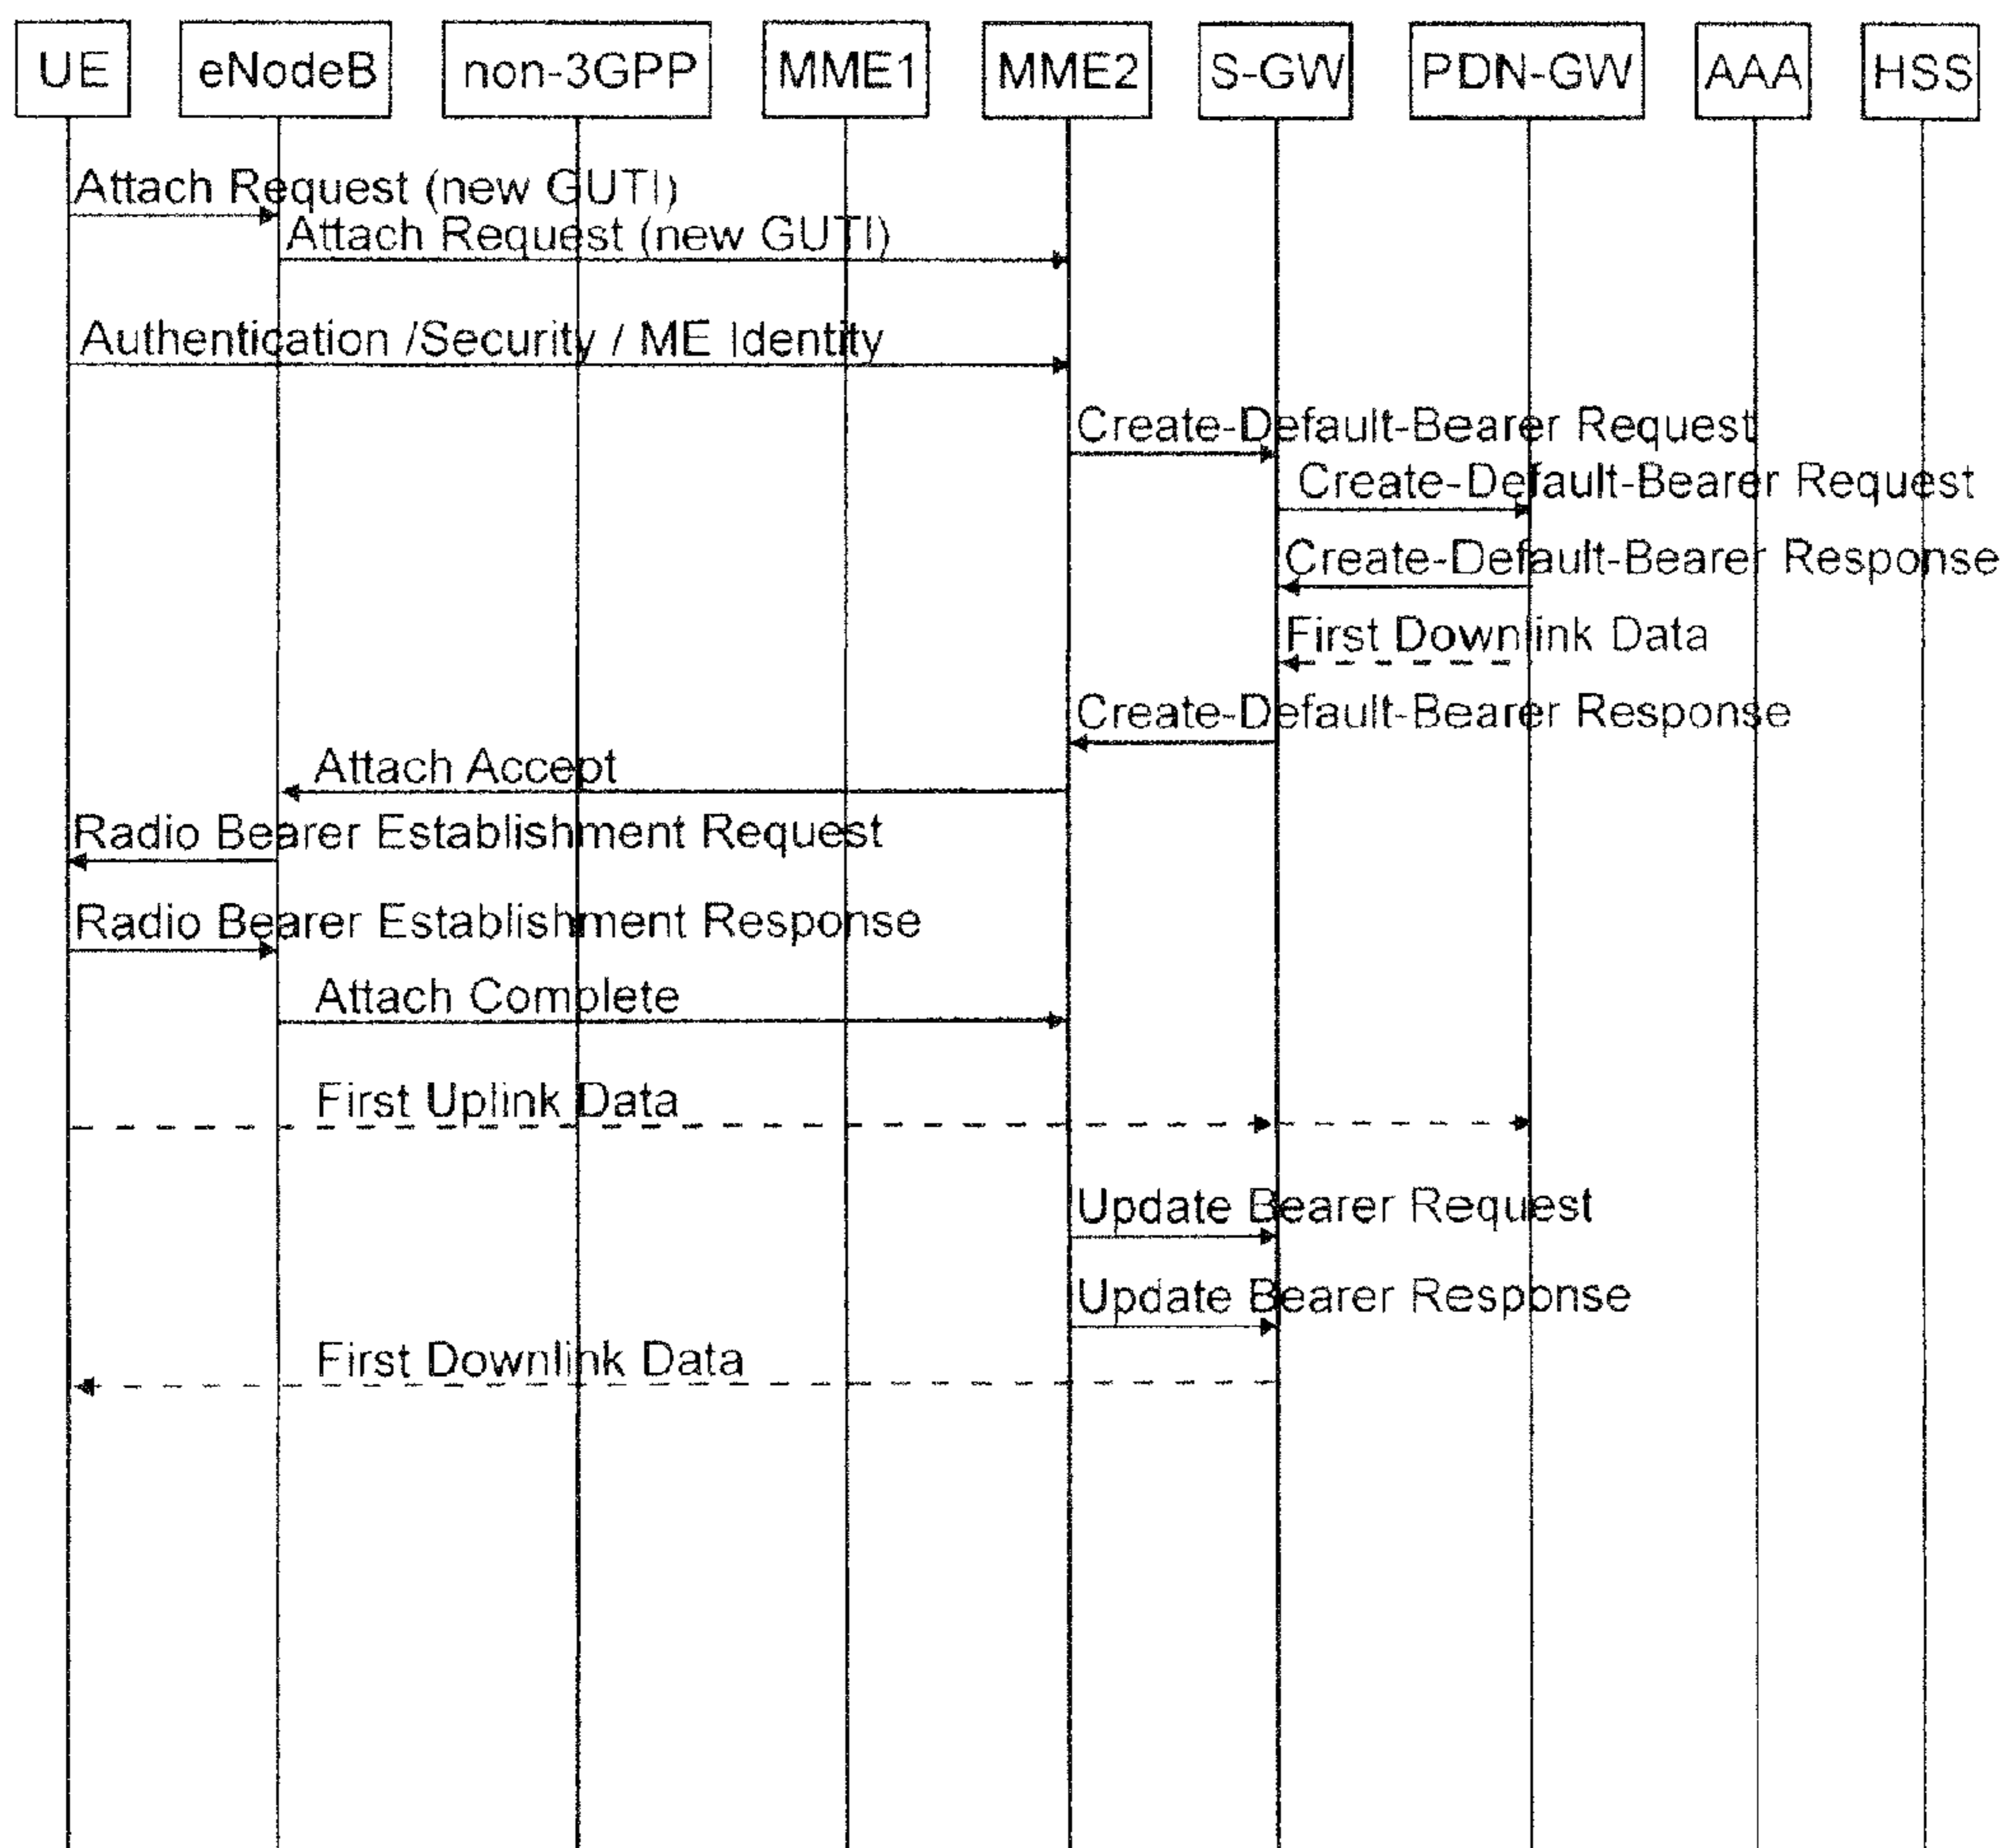 UE eNodeB non-3GPP MME1 MME2 S-GW PDN-GW AAA HSS
Attach Request (new GUTI)
Attach Request (new GUTI)
Authentication /Security / ME Identity
Create-Default-Bearer Request
Create-Default-Bearer Request
Create-Default-Bearer Response
First Downlink Data
Create-Default-Bearer Response
Attach Accept
Radio Bearer Establishment Request
Radio Bearer Establishment Response
Attach Complete
First Uplink Data
Update Bearer Request
Update Bearer Response
First Downlink Data